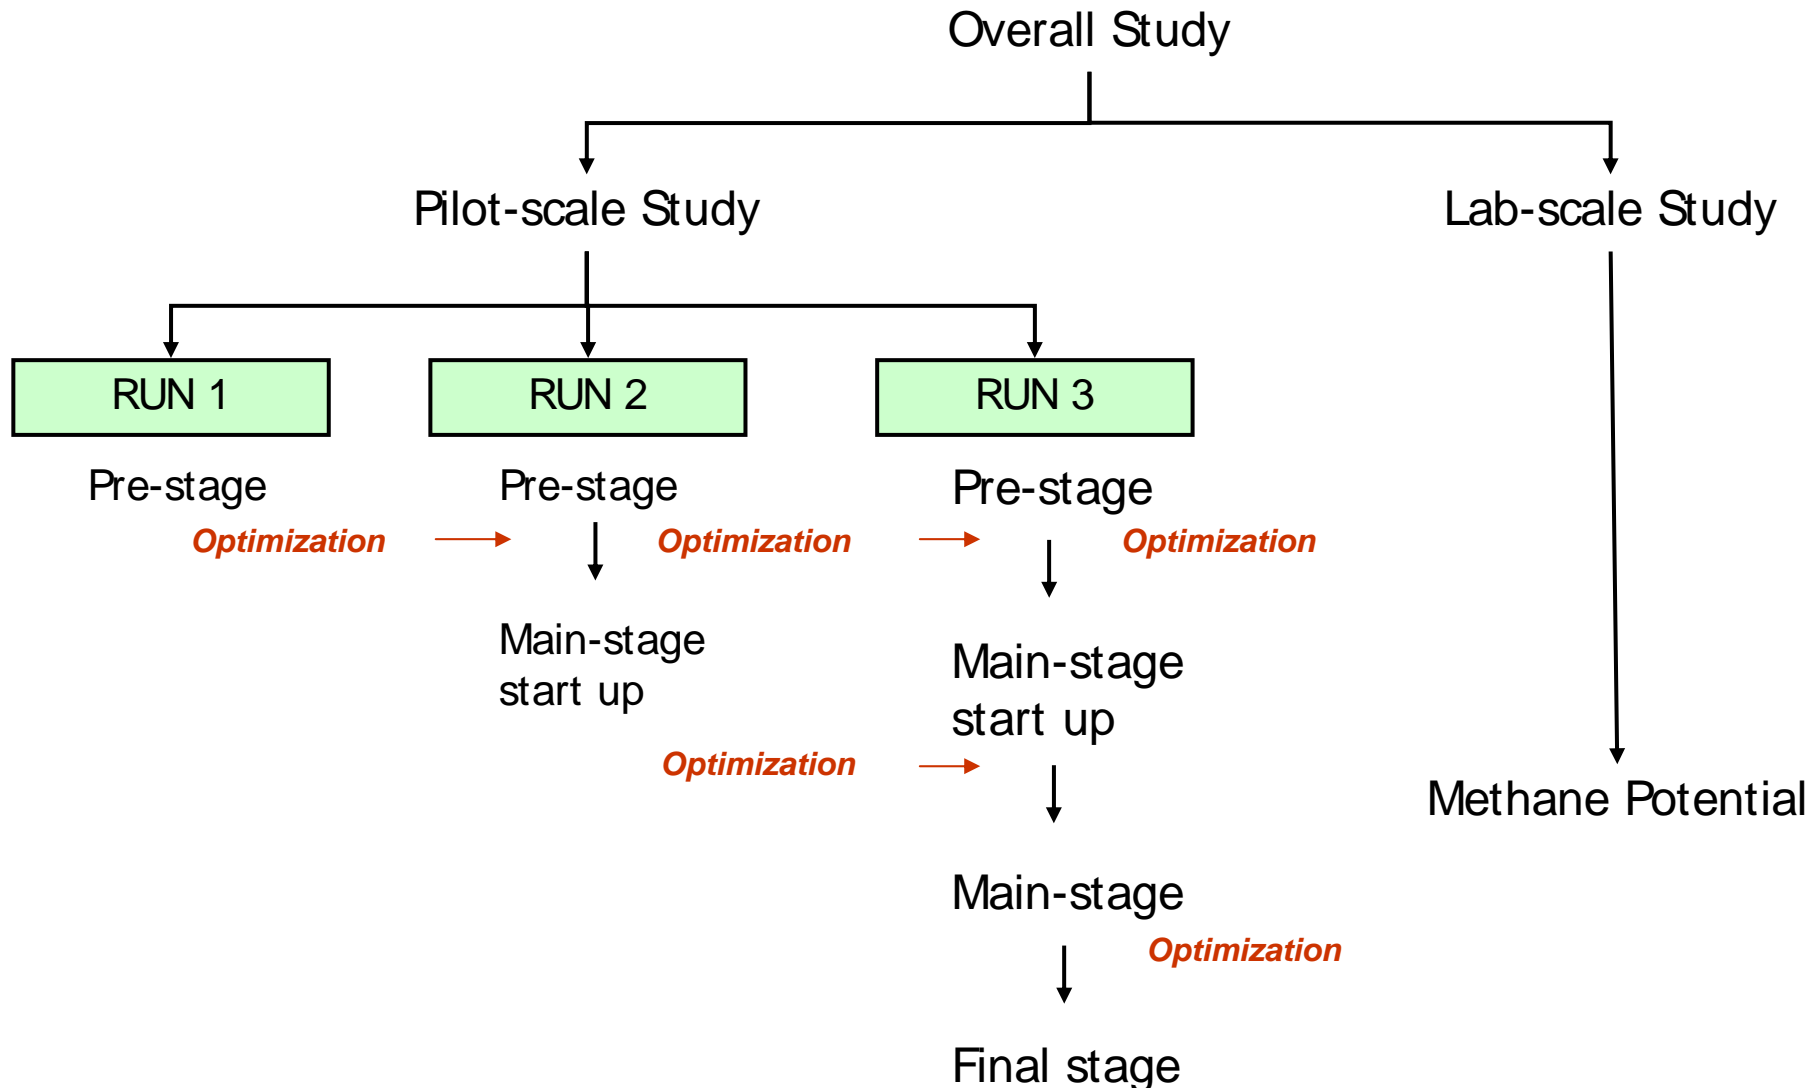 Overall Study
Pilot-scale Study
Lab-scale Study
RUN 1
RUN 2
RUN 3
Pre-stage
Pre-stage
Pre-stage
Optimization
Optimization
Optimization
Main-stage
start up
Main-stage
start up
Optimization
Methane Potential
Main-stage
Optimization
Final stage